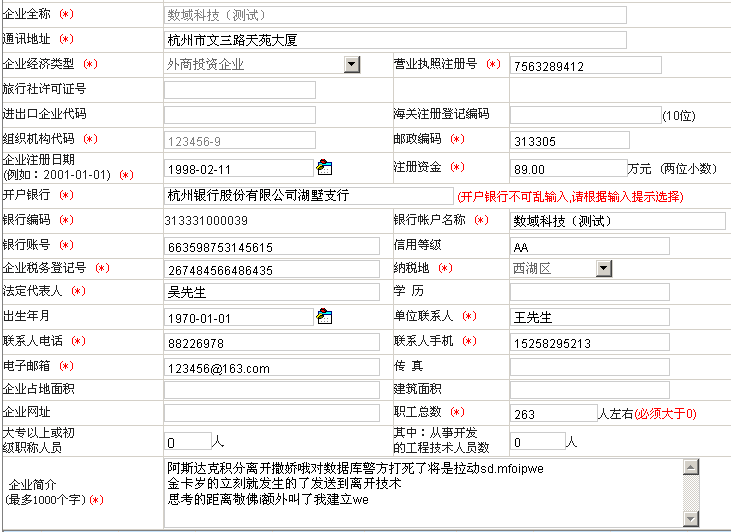 企业全称 (*) 数域科技（测试）
通讯地址 (*) 杭州市文三路天苑大厦
企业经济类型 (*) 外商投资企业 营业执照注册号 (*) 7563289412
旅行社许可证号
进出口企业代码 海关注册登记编码 (10位)
组织机构代码 (*) 123456-9 邮政编码 (*) 313305
企业注册日期
(例如：2001-01-01) (*) 1998-02-11 注册资金 (*) 89.00 万元 (两位小数)
开户银行 (*) 杭州银行股份有限公司湖墅支行 (开户银行不可乱输入,请根据输入提示选择)
银行编码 (*) 313331000039 银行帐户名称 (*) 数域科技（测试）
银行账号 (*) 663598753145615 信用等级 AA
企业税务登记号 (*) 267484566486435 纳税地 (*) 西湖区
法定代表人 (*) 吴先生 学 历
出生年月 1970-01-01 单位联系人 (*) 王先生
联系人电话 (*) 88226978 联系人手机 (*) 15258295213
电子邮箱 (*) 123456@163.com 传 真
企业占地面积 建筑面积
企业网址 职工总数 (*) 263 人左右(必须大于0)
大专以上或初
级职称人员 0 人 其中：从事开发
的工程技术人员数 0 人
企业简介
(最多1000个字) (*)
阿斯达克积分离开撒娇哦对数据库警方打死了将是拉动sd.mfoipwe
金卡岁的立刻就发生的了发送到离开技术
思考的距离敬佛i额外叫了我建立we